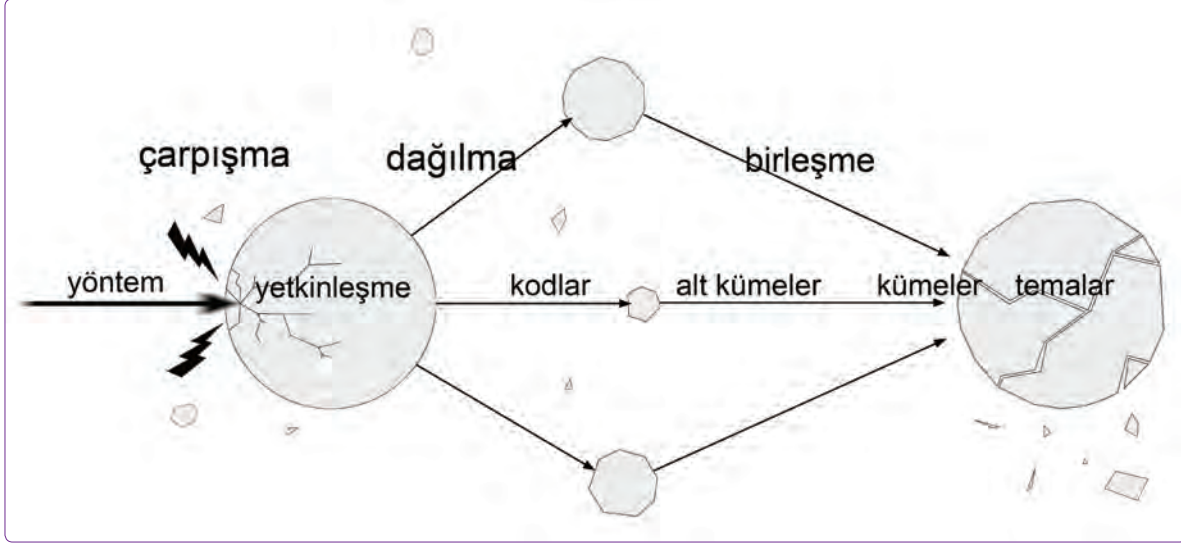 çarpışma
dağılma
birleşme
yöntem
yetkinleşme
kodlar
alt kümeler
kümeler
temalar